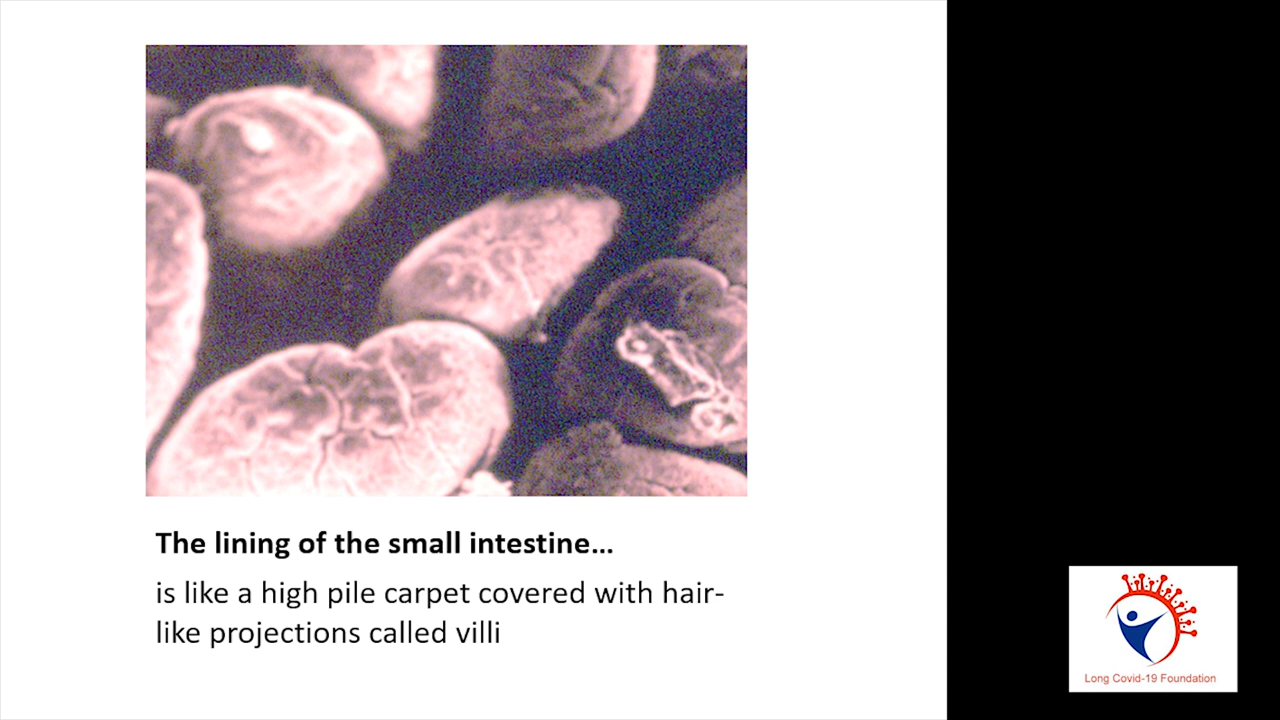 The lining of the small intestine…
is like a high pile carpet covered with hair-
like projections called villi
Long Covid-19 Foundation